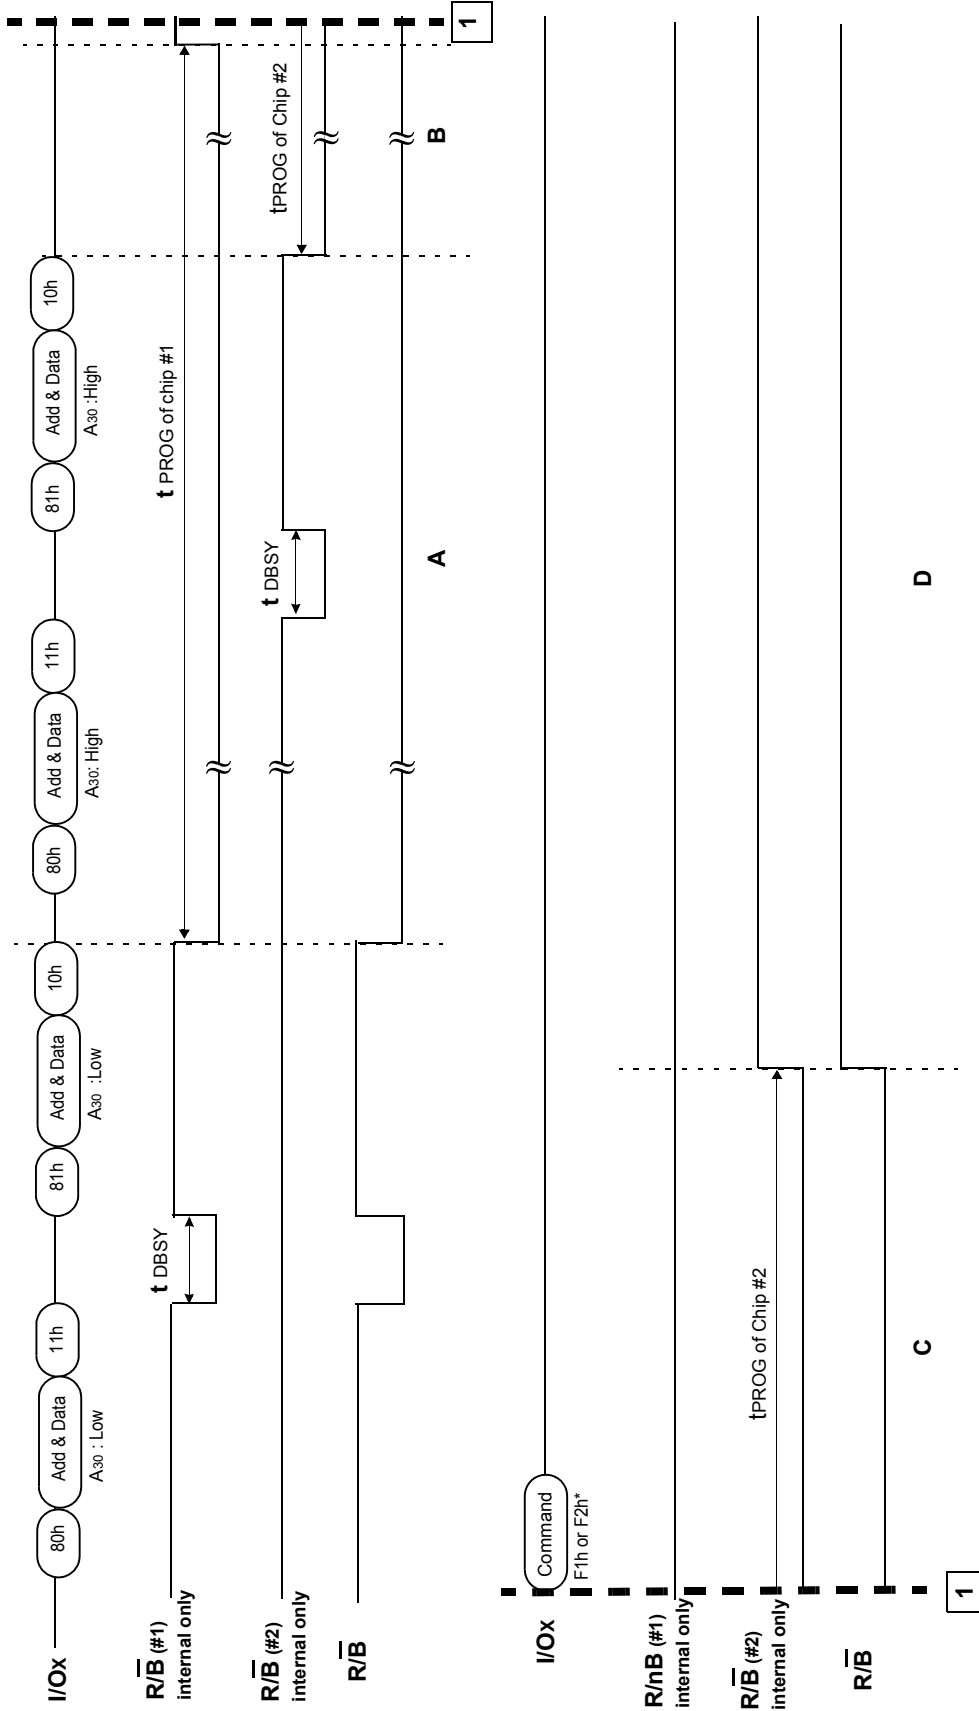 I/Ox
80h
Add & Data
11h
81h
Add & Data
10h
80h
Add & Data
11h
81h
Add & Data
10h
A30 : Low
A30 :Low
A30: High
A30 :High
R/B (#1)
internal only
t DBSY
t PROG of chip #1
R/B (#2)
internal only
t DBSY
tPROG of Chip #2
R/B
A
B
1
I/Ox
Command
F1h or F2h*
R/nB (#1)
internal only
R/B (#2)
internal only
tPROG of Chip #2
R/B
C
D
1